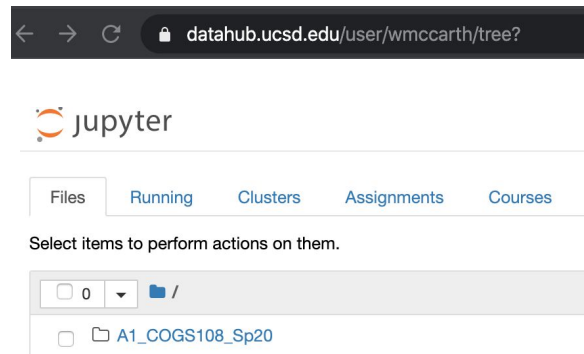 datahub.ucsd.edu/user/wmccarth/tree?
jupyter
Files Running Clusters Assignments Courses
Select items to perform actions on them.
0 /
A1_COGS108_Sp20